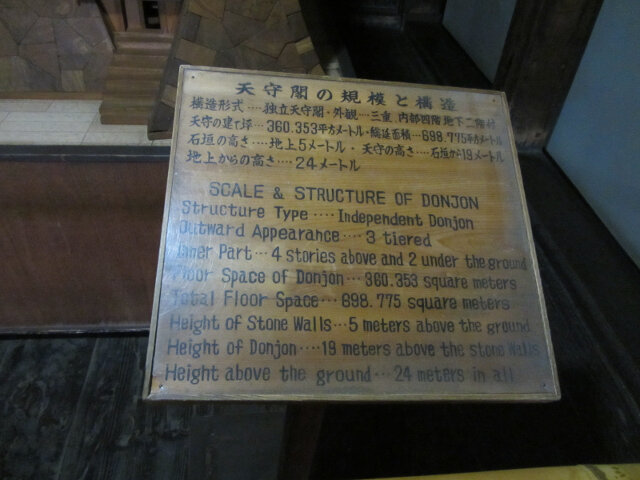 天守閣の規模と構造
構造形式‥‥独立天守閣・外観‥‥三重 内部四階 地下二階付
天守の建て坪‥‥360.353平方メートル・総延面積‥‥698.775平方メートル
石垣の高さ‥‥地上5メートル・天守の高さ‥‥石垣から19メートル
地上からの高さ‥‥24メートル
SCALE & STRUCTURE OF DONJON
Structure Type ‥‥ Independent Donjon
Outward Appearance ‥‥ 3 tiered
Inner Part ‥‥ 4 stories above and 2 under the ground
Floor Space of Donjon ‥‥ 360.353 square meters
Total Floor Space ‥‥ 698.775 square meters
Height of Stone Walls ‥‥ 5 meters above the ground
Height of Donjon ‥‥ 19 meters above the stone Walls
Height above the ground ‥‥ 24 meters in all